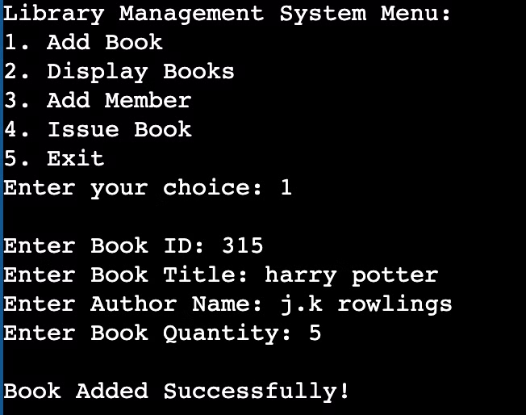 Library Management System Menu:
1. Add Book
2. Display Books
3. Add Member
4. Issue Book
5. Exit
Enter your choice: 1
Enter Book ID: 315
Enter Book Title: harry potter
Enter Author Name: j.k rowlings
Enter Book Quantity: 5
Book Added Successfully!